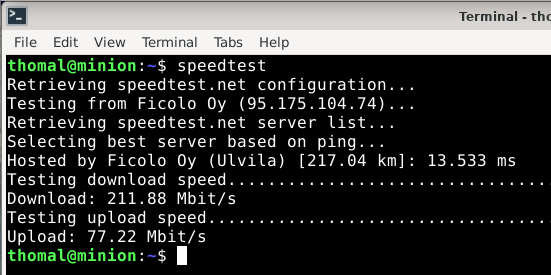 Terminal - tho
File Edit View Terminal Tabs Help
thomal@minion:~$ speedtest
Retrieving speedtest.net configuration...
Testing from Ficolo Oy (95.175.104.74)...
Retrieving speedtest.net server list...
Selecting best server based on ping...
Hosted by Ficolo Oy (Ulvila) [217.04 km]: 13.533 ms
Testing download speed................................
Download: 211.88 Mbit/s
Testing upload speed..................................
Upload: 77.22 Mbit/s
thomal@minion:~$